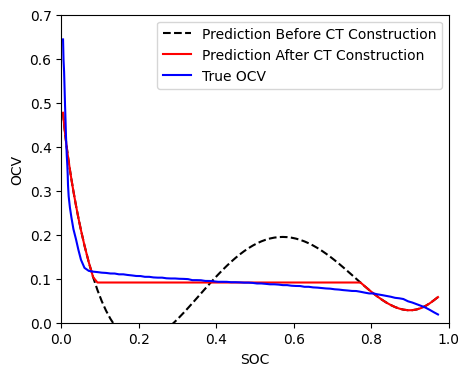 Prediction Before CT Construction
Prediction After CT Construction
True OCV
0.7
0.6
0.5
0.4
0.3
0.2
0.1
0.0
OCV
0.0 0.2 0.4 0.6 0.8 1.0
SOC